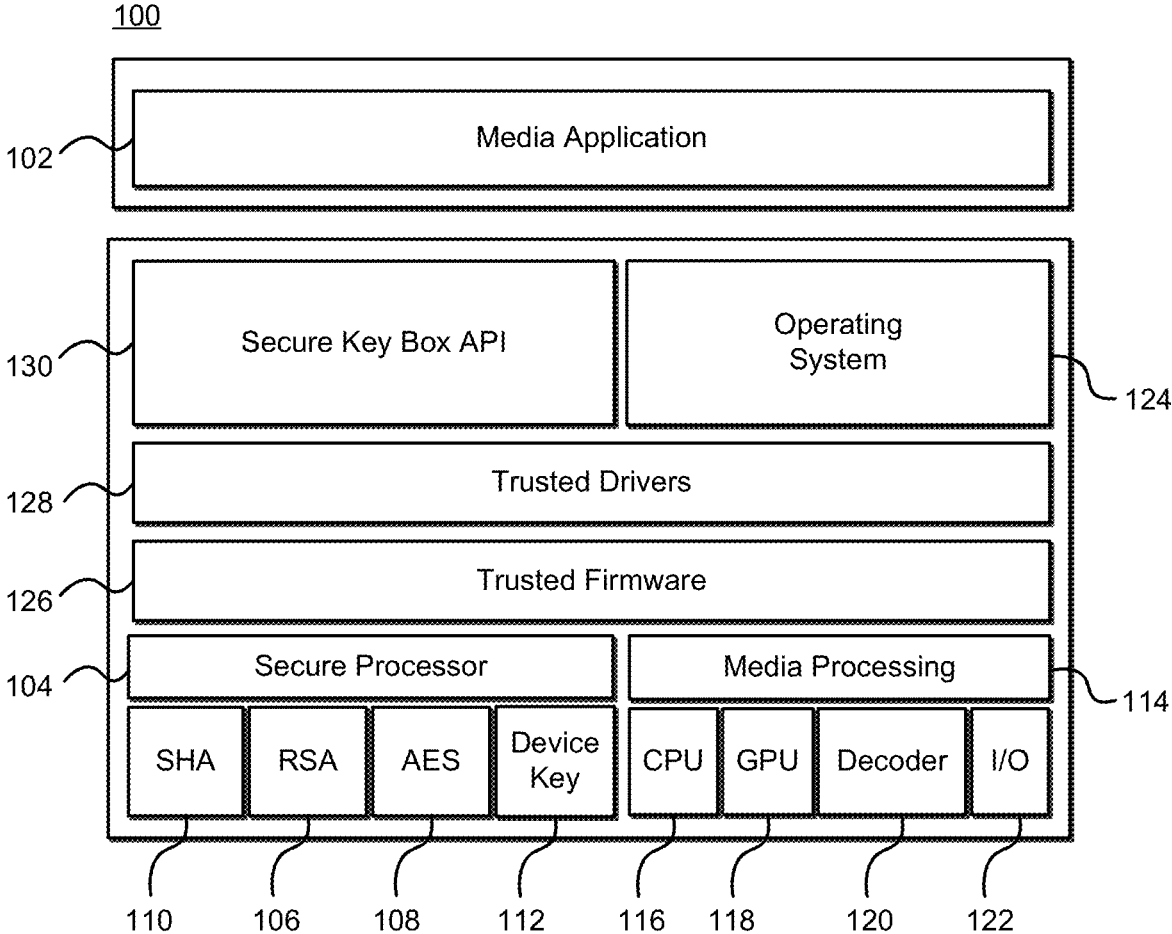 100
Media Application
102
Secure Key Box API
Operating
System
130
124
Trusted Drivers
128
Trusted Firmware
126
Secure Processor
Media Processing
104
114
SHA
RSA
AES
Device
Key
CPU
GPU
Decoder
I/O
110
106
108
112
116
118
120
122